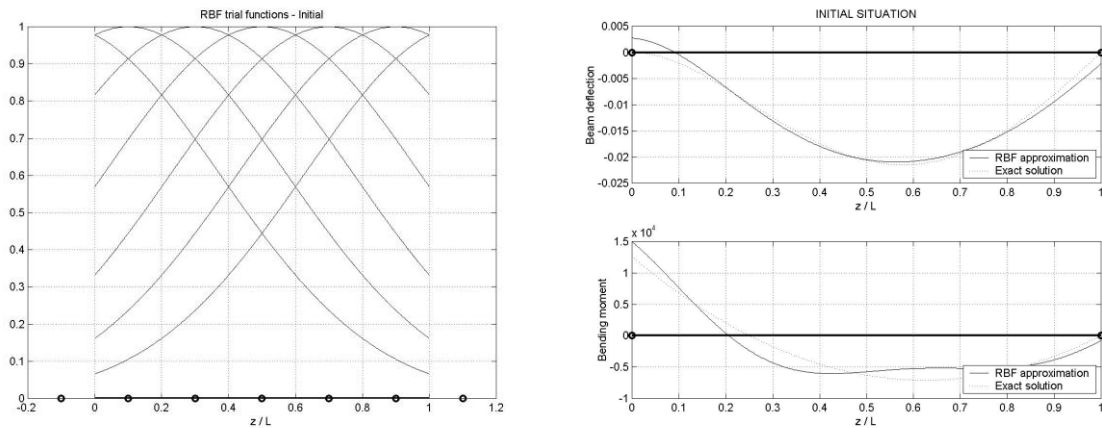 RBF trial functions - Initial
1
0.9
0.8
0.7
0.6
0.5
0.4
0.3
0.2
0.1
0
-0.2 0 0.2 0.4 0.6 0.8 1 1.2
z / L
INITIAL SITUATION
0.005
0
-0.005
-0.01
-0.015
-0.02
-0.025
Beam deflection
RBF approximation
Exact solution
0 0.1 0.2 0.3 0.4 0.5 0.6 0.7 0.8 0.9 1
z / L
x 10⁴
1.5
1
0.5
0
-0.5
-1
Bending moment
RBF approximation
Exact solution
0 0.1 0.2 0.3 0.4 0.5 0.6 0.7 0.8 0.9 1
z / L